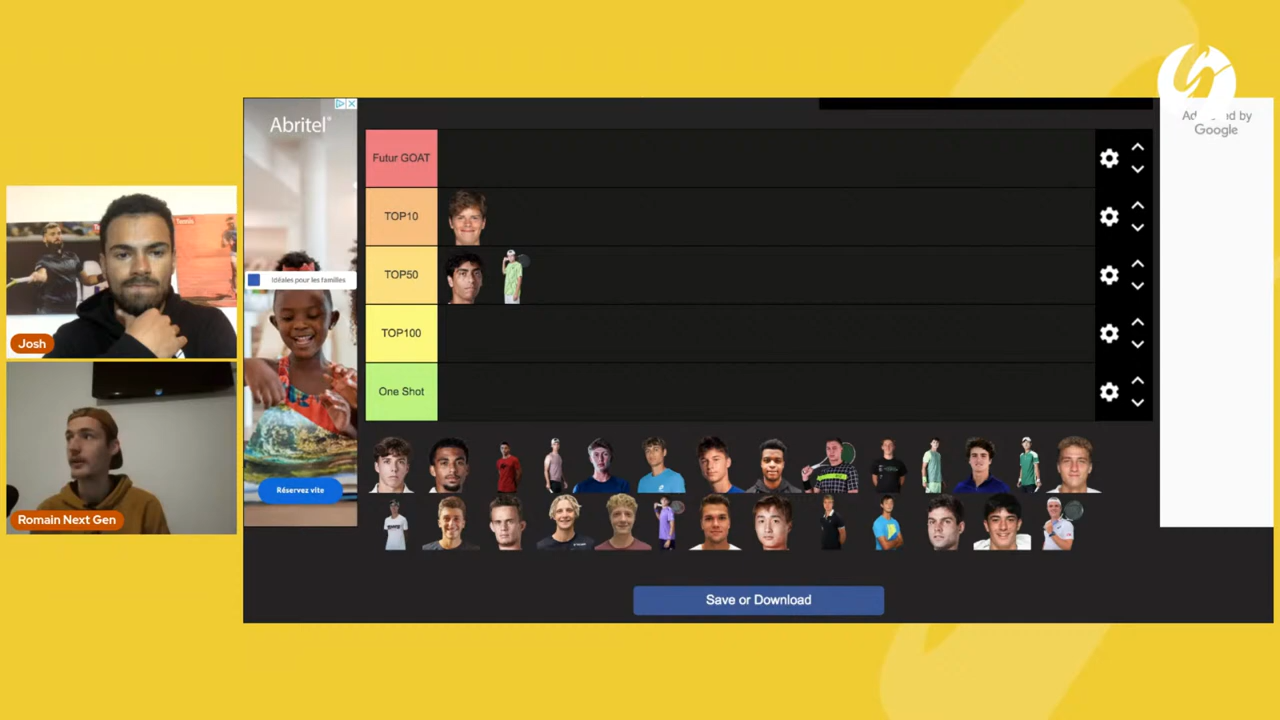 Abritel®
Idéales pour les familles
Réservez vite
Futur GOAT
TOP10
TOP50
TOP100
One Shot
Save or Download
by
Google
Josh
Romain Next Gen